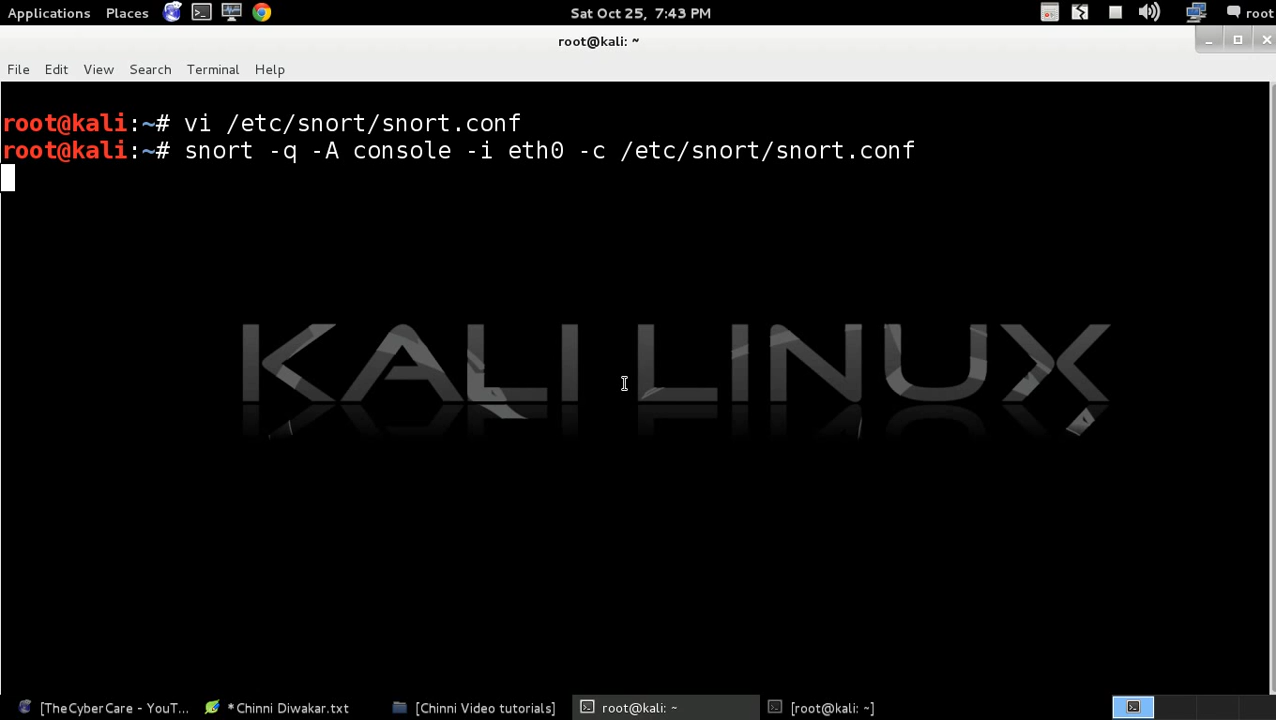 Applications Places Sat Oct 25, 7:43 PM root
root@kali: ~
File Edit View Search Terminal Help
root@kali:~# vi /etc/snort/snort.conf
root@kali:~# snort -q -A console -i eth0 -c /etc/snort/snort.conf
KALI LINUX
[TheCyberCare - YouT... *Chinni Diwakar.txt [Chinni Video tutorials] root@kali: ~ [root@kali: ~]